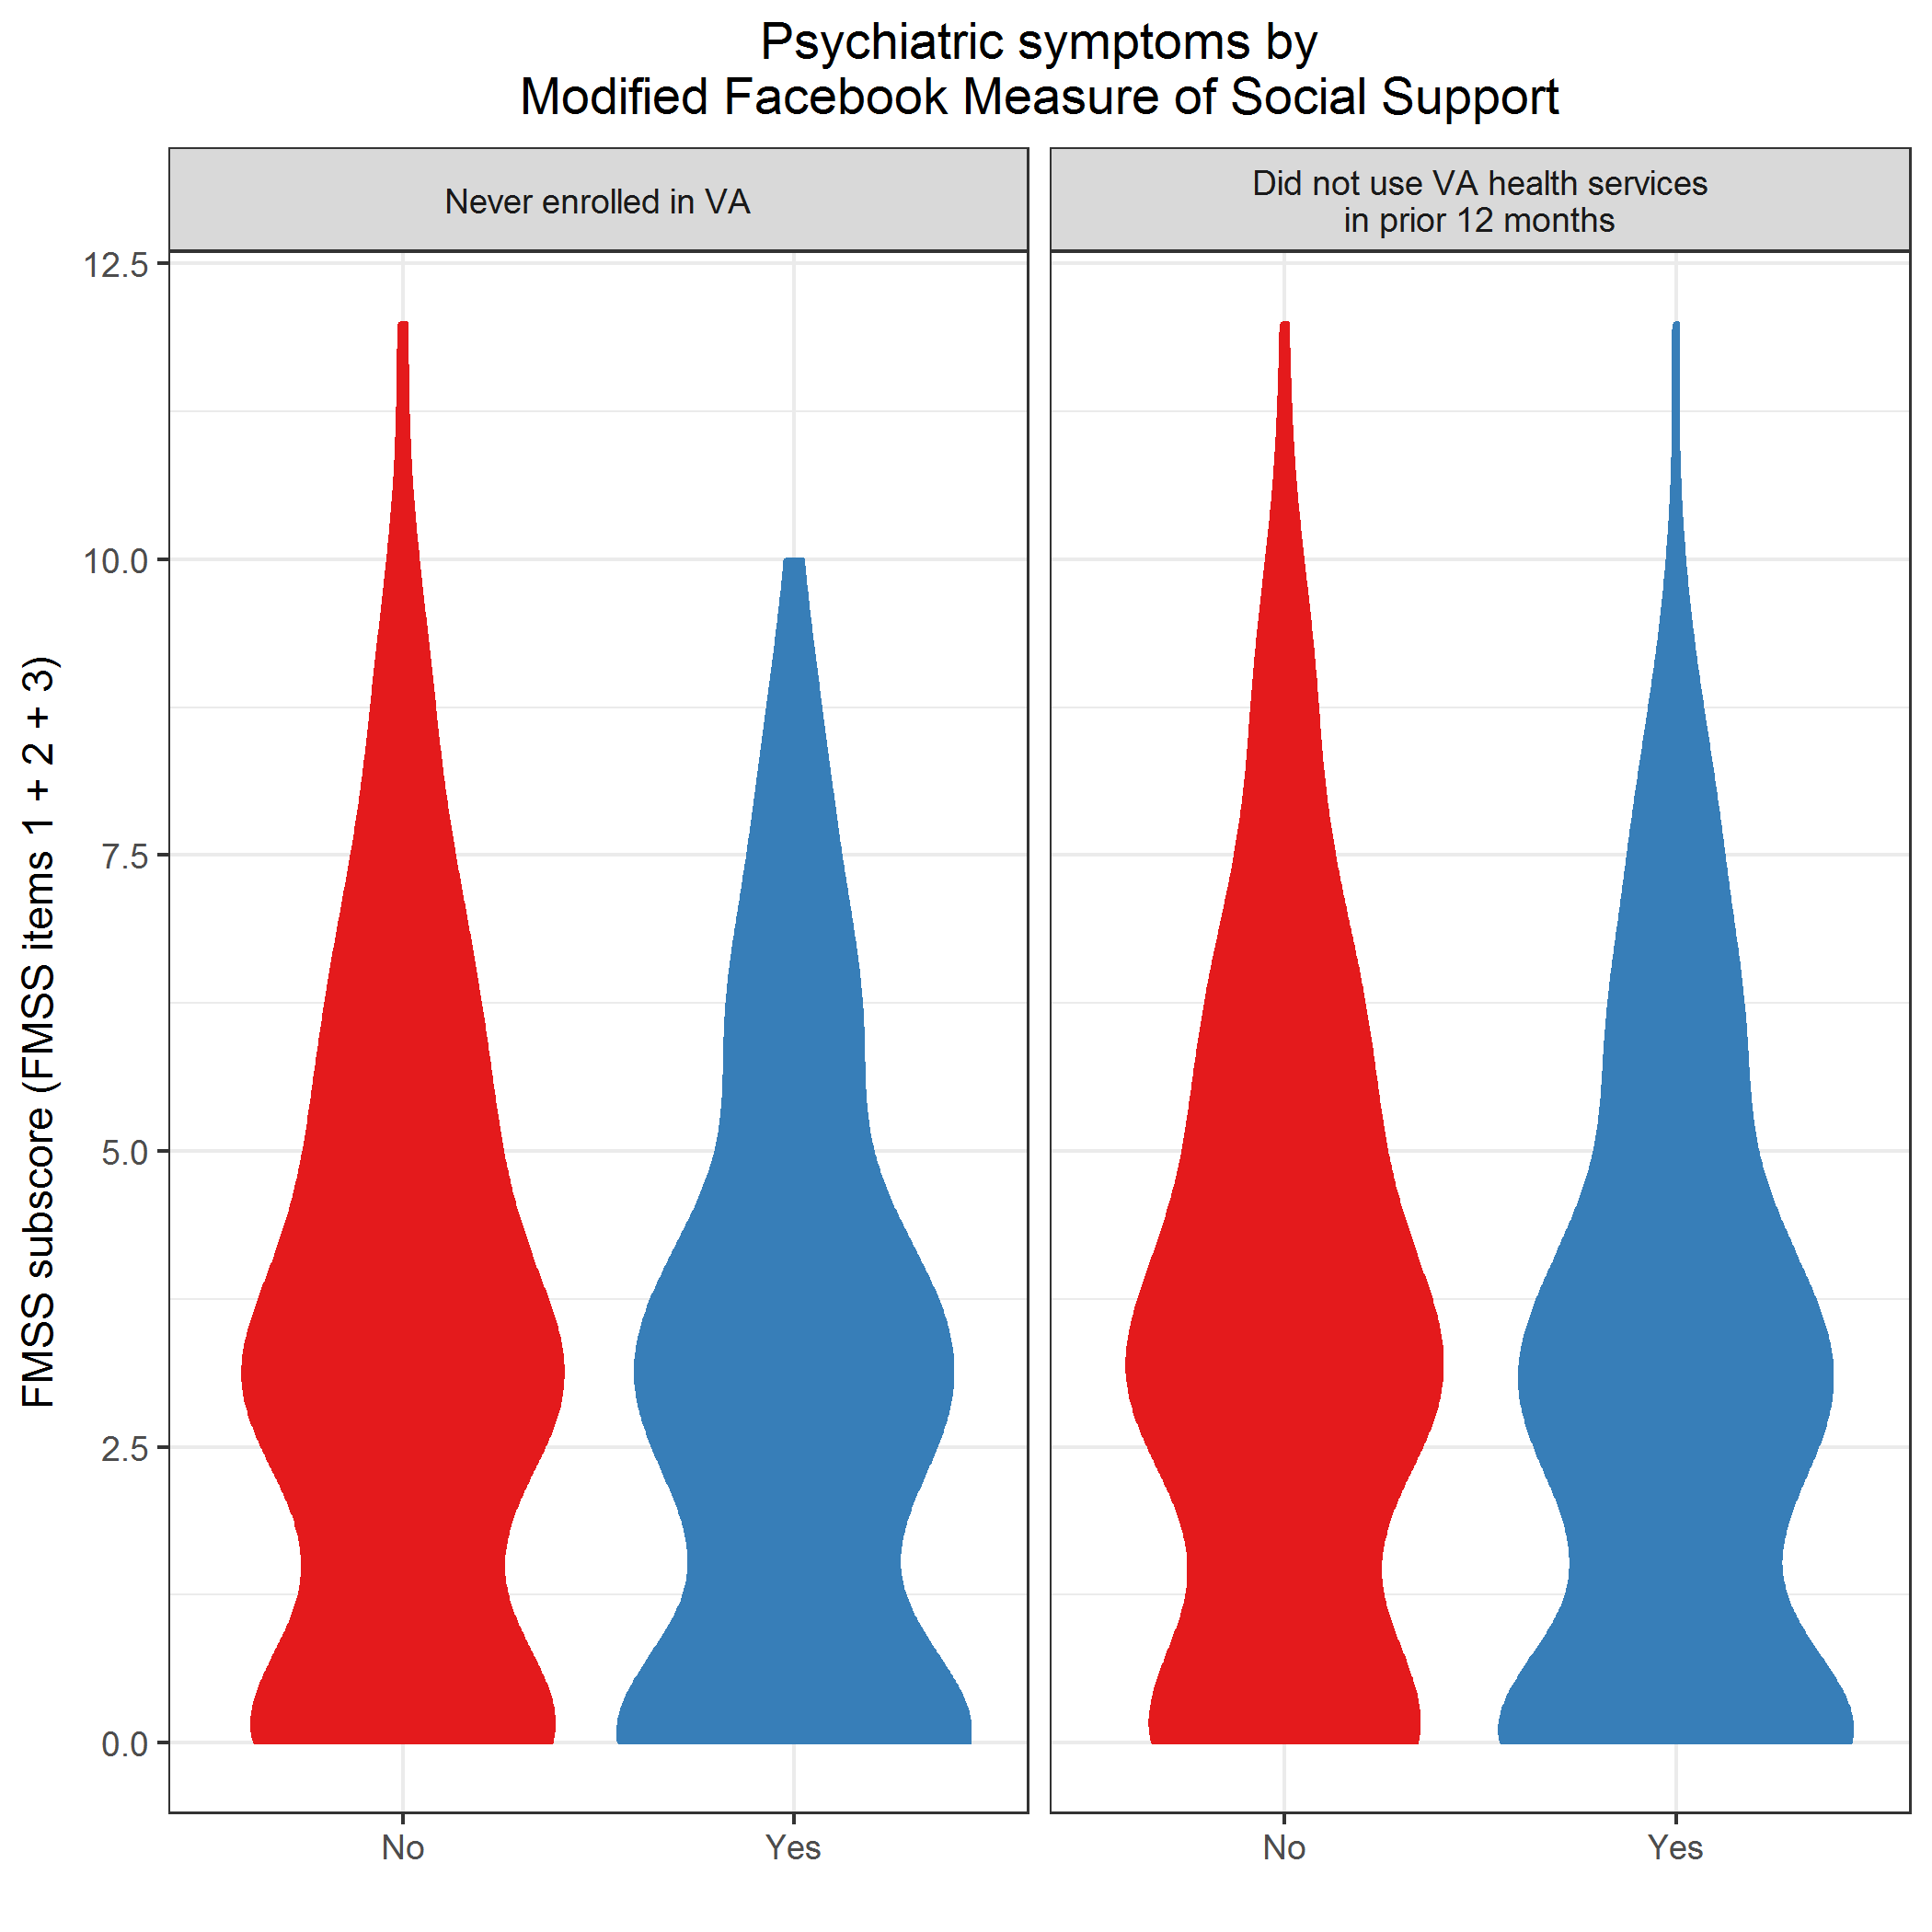 Psychiatric symptoms by
Modified Facebook Measure of Social Support
Never enrolled in VA
Did not use VA health services
in prior 12 months
FMSS subscore (FMSS items 1 + 2 + 3)
12.5
10.0
7.5
5.0
2.5
0.0
No
Yes
No
Yes